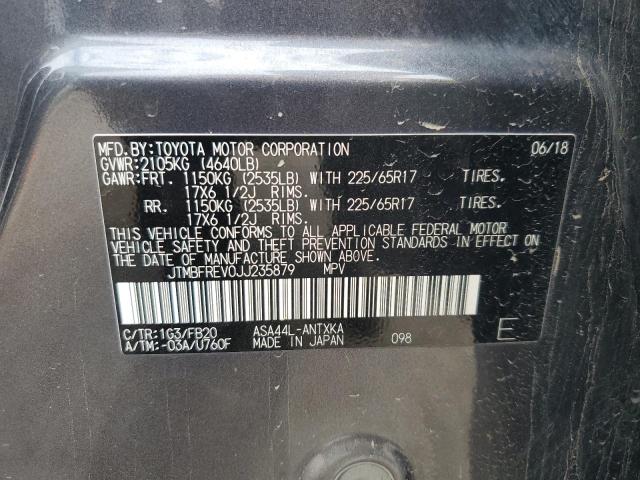 MFD.BY:TOYOTA MOTOR CORPORATION 06/18
GVWR:2105KG (4640LB)
GAWR:FRT. 1150KG (2535LB) WITH 225/65R17 TIRES.
17X6 1/2J RIMS.
RR. 1150KG (2535LB) WITH 225/65R17 TIRES.
17X6 1/2J RIMS.
THIS VEHICLE CONFORMS TO ALL APPLICABLE FEDERAL MOTOR
VEHICLE SAFETY AND THEFT PREVENTION STANDARDS IN EFFECT ON
THE DATE OF MANUFACTURE SHOWN ABOVE.
JTMBFREV0JJ235879 MPV
C/TR:1G3/FB20 ASA44L-ANTXKA
A/TM:-03A/U760F MADE IN JAPAN 098 E